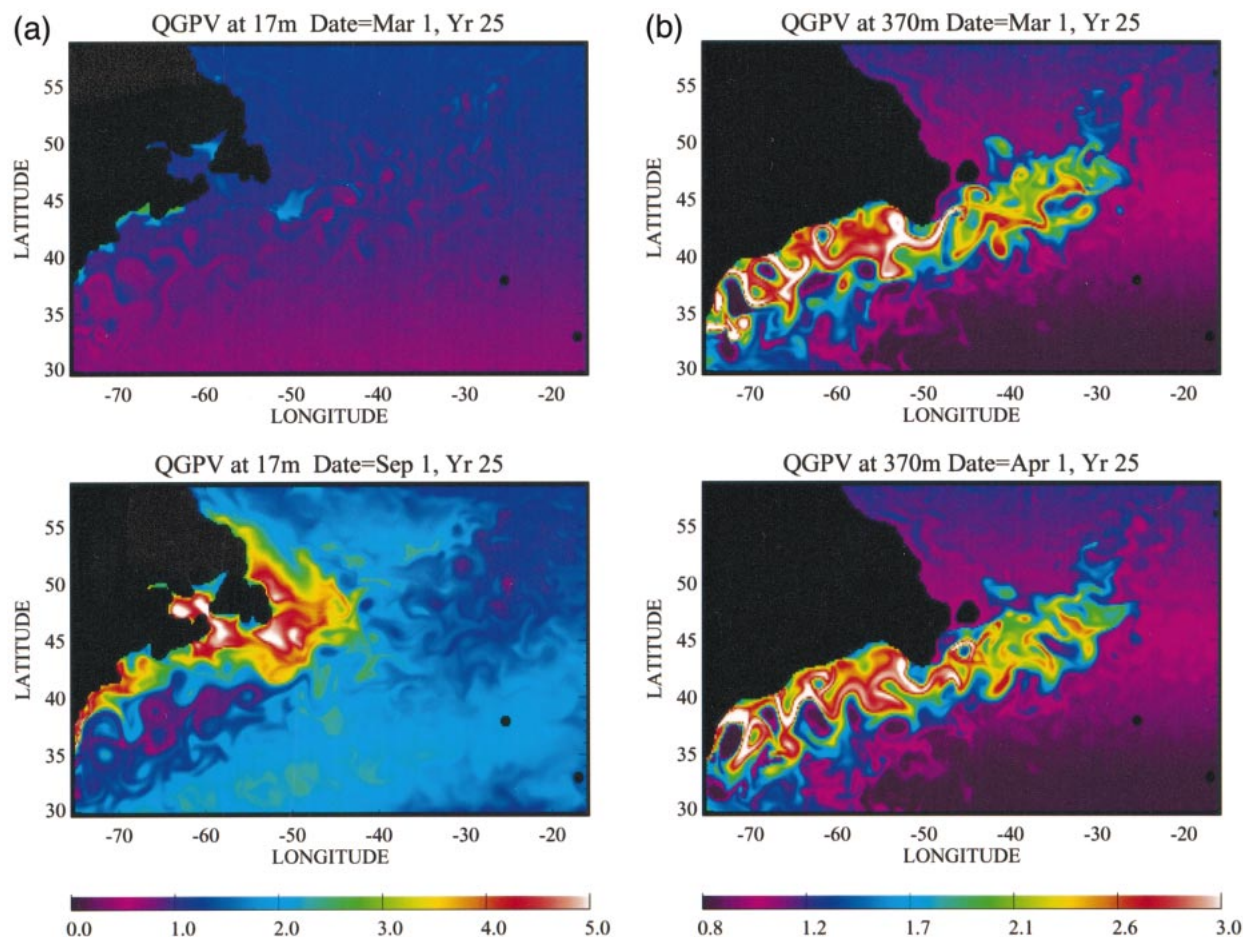 (a)
QGPV at 17m Date=Mar 1, Yr 25
LATITUDE
55
50
45
40
35
30
-70 -60 -50 -40 -30 -20
LONGITUDE
(b)
QGPV at 370m Date=Mar 1, Yr 25
LATITUDE
55
50
45
40
35
30
-70 -60 -50 -40 -30 -20
LONGITUDE
QGPV at 17m Date=Sep 1, Yr 25
LATITUDE
55
50
45
40
35
30
-70 -60 -50 -40 -30 -20
LONGITUDE
QGPV at 370m Date=Apr 1, Yr 25
LATITUDE
55
50
45
40
35
30
-70 -60 -50 -40 -30 -20
LONGITUDE
0.0 1.0 2.0 3.0 4.0 5.0
0.8 1.2 1.7 2.1 2.6 3.0